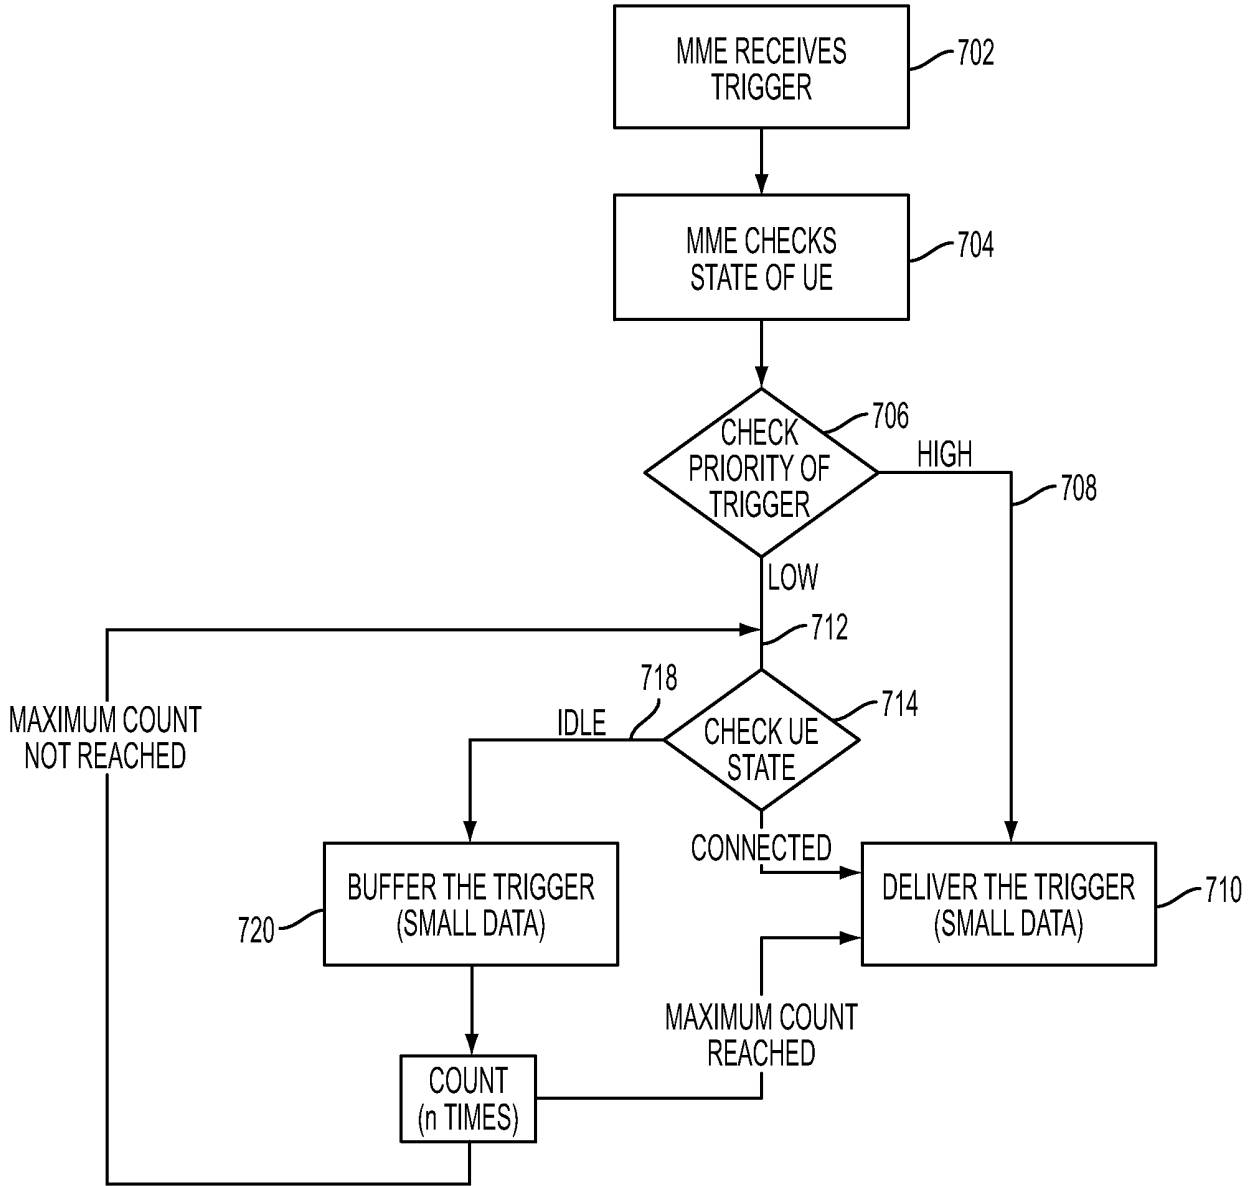 MME RECEIVES
TRIGGER
702
MME CHECKS
STATE OF UE
704
706
CHECK
PRIORITY OF
TRIGGER
HIGH
708
LOW
712
718
714
IDLE
CHECK UE
STATE
MAXIMUM COUNT
NOT REACHED
CONNECTED
BUFFER THE TRIGGER
(SMALL DATA)
720
DELIVER THE TRIGGER
(SMALL DATA)
710
MAXIMUM COUNT
REACHED
COUNT
(n TIMES)